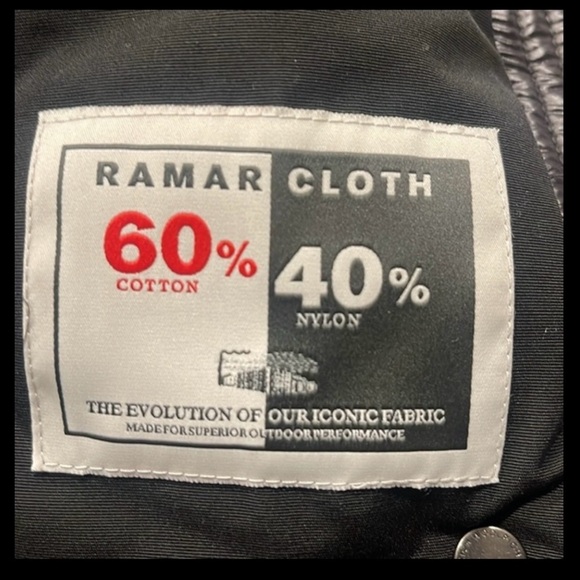 RAMAR CLOTH
60% 40%
COTTON NYLON
THE EVOLUTION OF OUR ICONIC FABRIC
MADE FOR SUPERIOR OUTDOOR PERFORMANCE